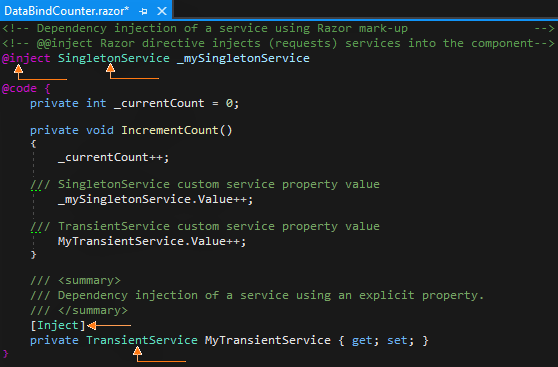 DataBindCounter.razor*
<!-- Dependency injection of a service using Razor mark-up -->
<!-- @@inject Razor directive injects (requests) services into the component-->
@inject SingletonService _mySingletonService
@code {
private int _currentCount = 0;
private void IncrementCount()
{
_currentCount++;
/// SingletonService custom service property value
_mySingletonService.Value++;
/// TransientService custom service property value
MyTransientService.Value++;
}
/// <summary>
/// Dependency injection of a service using an explicit property.
/// </summary>
[Inject]
private TransientService MyTransientService { get; set; }
}